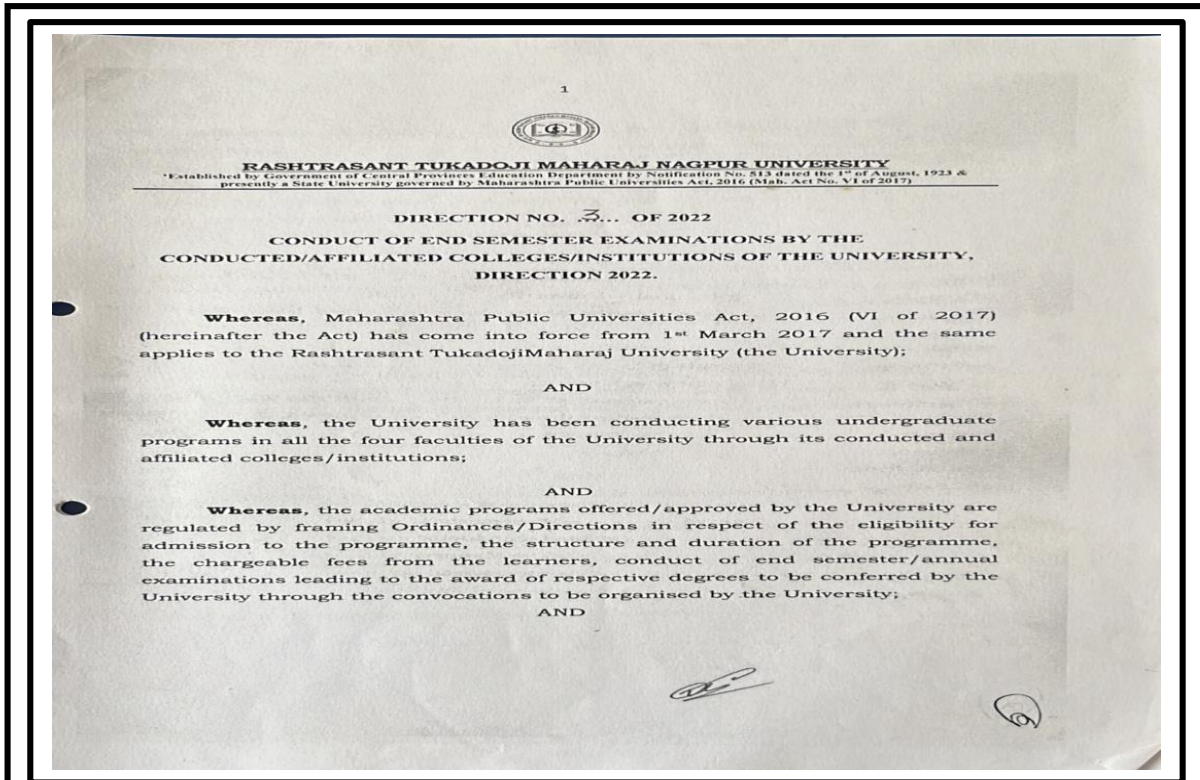 1
RASHTRASANT TUKADOJI MAHARAJ NAGPUR UNIVERSITY
"Established by Government of Central Provinces Education Department by Notification No. 513 dated the 1st of August, 1923 &
presently a State University governed by Maharashtra Public Universities Act, 2016 (Mah. Act No. VI of 2017)
DIRECTION NO. .3... OF 2022
CONDUCT OF END SEMESTER EXAMINATIONS BY THE
CONDUCTED/AFFILIATED COLLEGES/INSTITUTIONS OF THE UNIVERSITY,
DIRECTION 2022.
Whereas, Maharashtra Public Universities Act, 2016 (VI of 2017)
(hereinafter the Act) has come into force from 1st March 2017 and the same
applies to the Rashtrasant TukadojiMaharaj University (the University);
AND
Whereas, the University has been conducting various undergraduate
programs in all the four faculties of the University through its conducted and
affiliated colleges/institutions;
AND
Whereas, the academic programs offered/approved by the University are
regulated by framing Ordinances/Directions in respect of the eligibility for
admission to the programme, the structure and duration of the programme,
the chargeable fees from the learners, conduct of end semester/annual
examinations leading to the award of respective degrees to be conferred by the
University through the convocations to be organised by the University;
AND